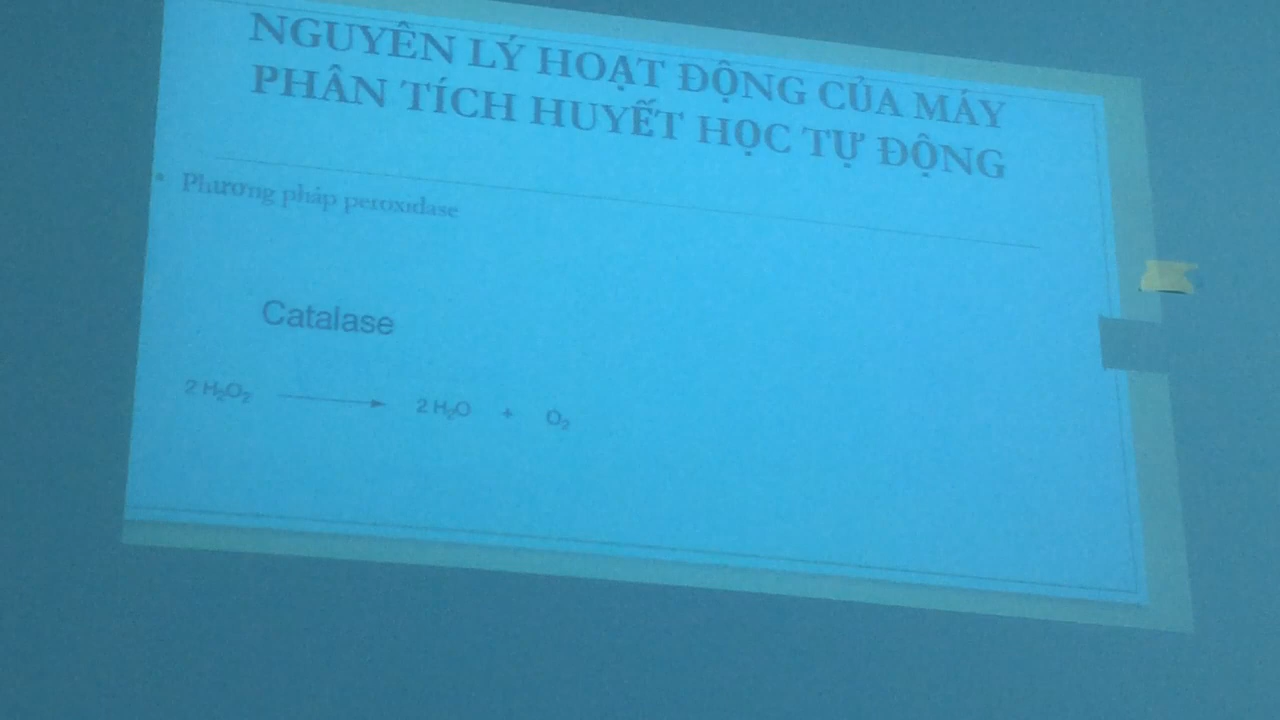 NGUYÊN LÝ HOẠT ĐỘNG CỦA MÁY
PHÂN TÍCH HUYẾT HỌC TỰ ĐỘNG
• Phương pháp peroxidase
Catalase
2 H₂O₂ ⟶ 2 H₂O + O₂